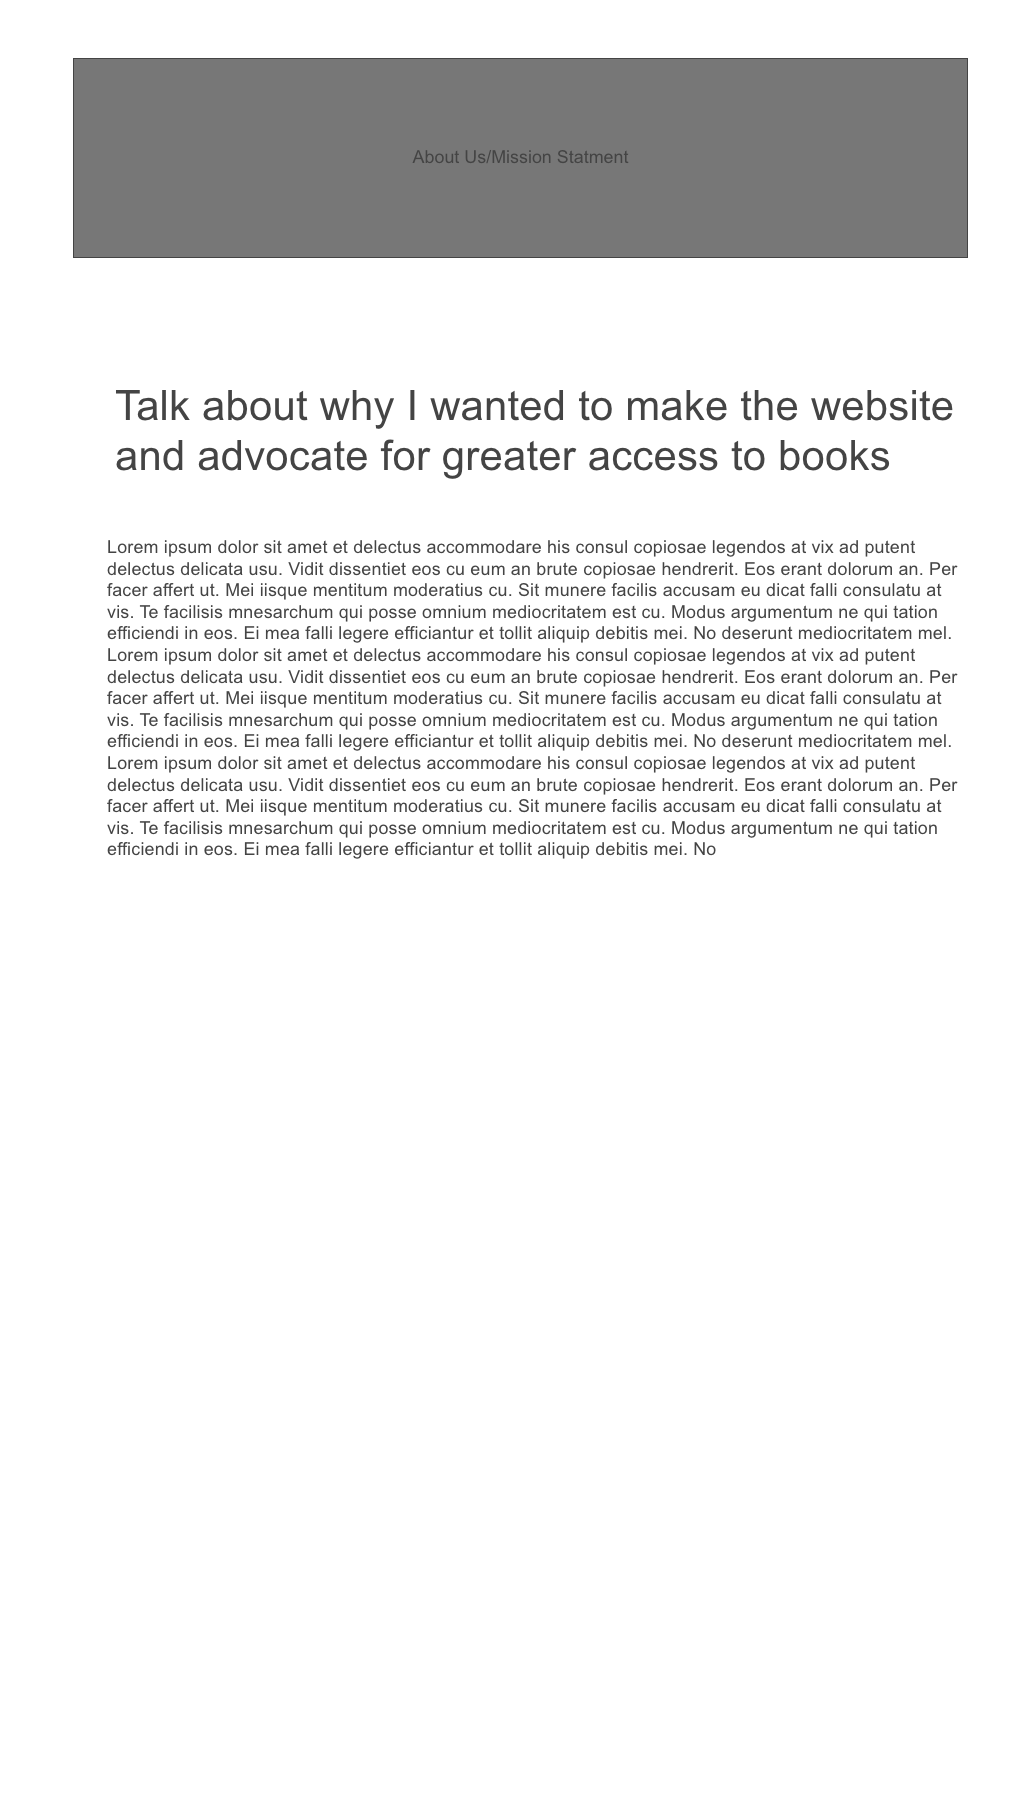 About Us/Mission Statment
Talk about why I wanted to make the website
and advocate for greater access to books
Lorem ipsum dolor sit amet et delectus accommodare his consul copiosae legendos at vix ad putent
delectus delicata usu. Vidit dissentiet eos cu eum an brute copiosae hendrerit. Eos erant dolorum an. Per
facer affert ut. Mei iisque mentitum moderatius cu. Sit munere facilis accusam eu dicat falli consulatu at
vis. Te facilisis mnesarchum qui posse omnium mediocritatem est cu. Modus argumentum ne qui tation
efficiendi in eos. Ei mea falli legere efficiantur et tollit aliquip debitis mei. No deserunt mediocritatem mel.
Lorem ipsum dolor sit amet et delectus accommodare his consul copiosae legendos at vix ad putent
delectus delicata usu. Vidit dissentiet eos cu eum an brute copiosae hendrerit. Eos erant dolorum an. Per
facer affert ut. Mei iisque mentitum moderatius cu. Sit munere facilis accusam eu dicat falli consulatu at
vis. Te facilisis mnesarchum qui posse omnium mediocritatem est cu. Modus argumentum ne qui tation
efficiendi in eos. Ei mea falli legere efficiantur et tollit aliquip debitis mei. No deserunt mediocritatem mel.
Lorem ipsum dolor sit amet et delectus accommodare his consul copiosae legendos at vix ad putent
delectus delicata usu. Vidit dissentiet eos cu eum an brute copiosae hendrerit. Eos erant dolorum an. Per
facer affert ut. Mei iisque mentitum moderatius cu. Sit munere facilis accusam eu dicat falli consulatu at
vis. Te facilisis mnesarchum qui posse omnium mediocritatem est cu. Modus argumentum ne qui tation
efficiendi in eos. Ei mea falli legere efficiantur et tollit aliquip debitis mei. No